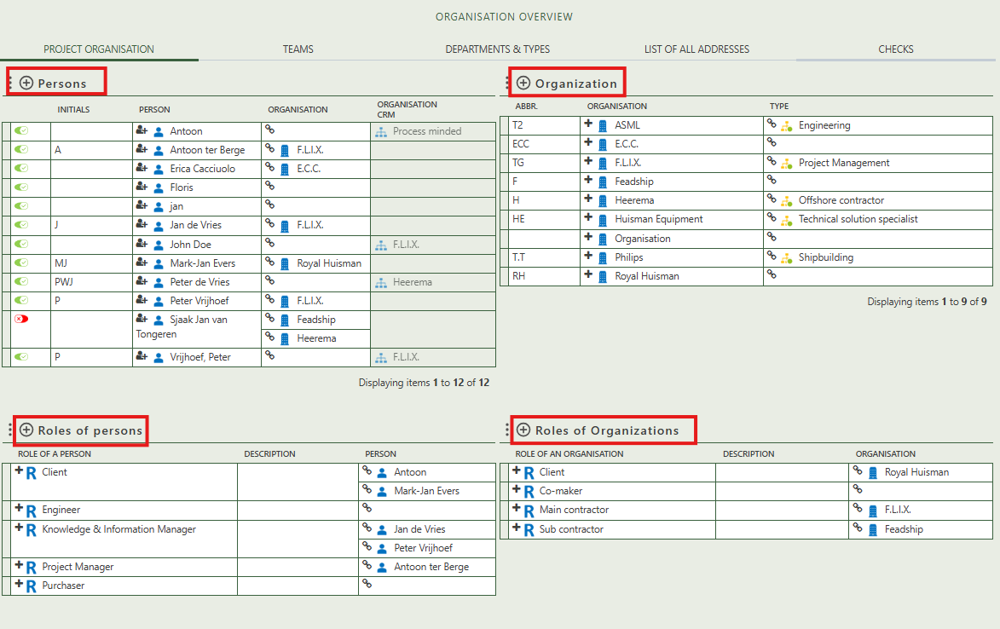 ORGANISATION OVERVIEW
PROJECT ORGANISATION TEAMS DEPARTMENTS & TYPES LIST OF ALL ADDRESSES CHECKS
Persons
INITIALS PERSON ORGANISATION ORGANISATION CRM
Antoon Process minded
A Antoon ter Berge F.L.I.X.
Erica Cacciuolo E.C.C.
Floris
jan
J Jan de Vries F.L.I.X.
John Doe F.L.I.X.
MJ Mark-Jan Evers Royal Huisman
PWJ Peter de Vries Heerema
P Peter Vrijhoef F.L.I.X.
Sjaak Jan van Tongeren Feadship
Heerema
P Vrijhoef, Peter F.L.I.X.
Displaying items 1 to 12 of 12
Organization
ABBR. ORGANISATION TYPE
T2 ASML Engineering
ECC E.C.C.
TG F.L.I.X. Project Management
F Feadship
H Heerema Offshore contractor
HE Huisman Equipment Technical solution specialist
Organisation
T.T Philips Shipbuilding
RH Royal Huisman
Displaying items 1 to 9 of 9
Roles of persons
ROLE OF A PERSON DESCRIPTION PERSON
Client Antoon
Mark-Jan Evers
Engineer
Knowledge & Information Manager Jan de Vries
Peter Vrijhoef
Project Manager Antoon ter Berge
Purchaser
Roles of Organizations
ROLE OF AN ORGANISATION DESCRIPTION ORGANISATION
Client Royal Huisman
Co-maker
Main contractor F.L.I.X.
Sub contractor Feadship